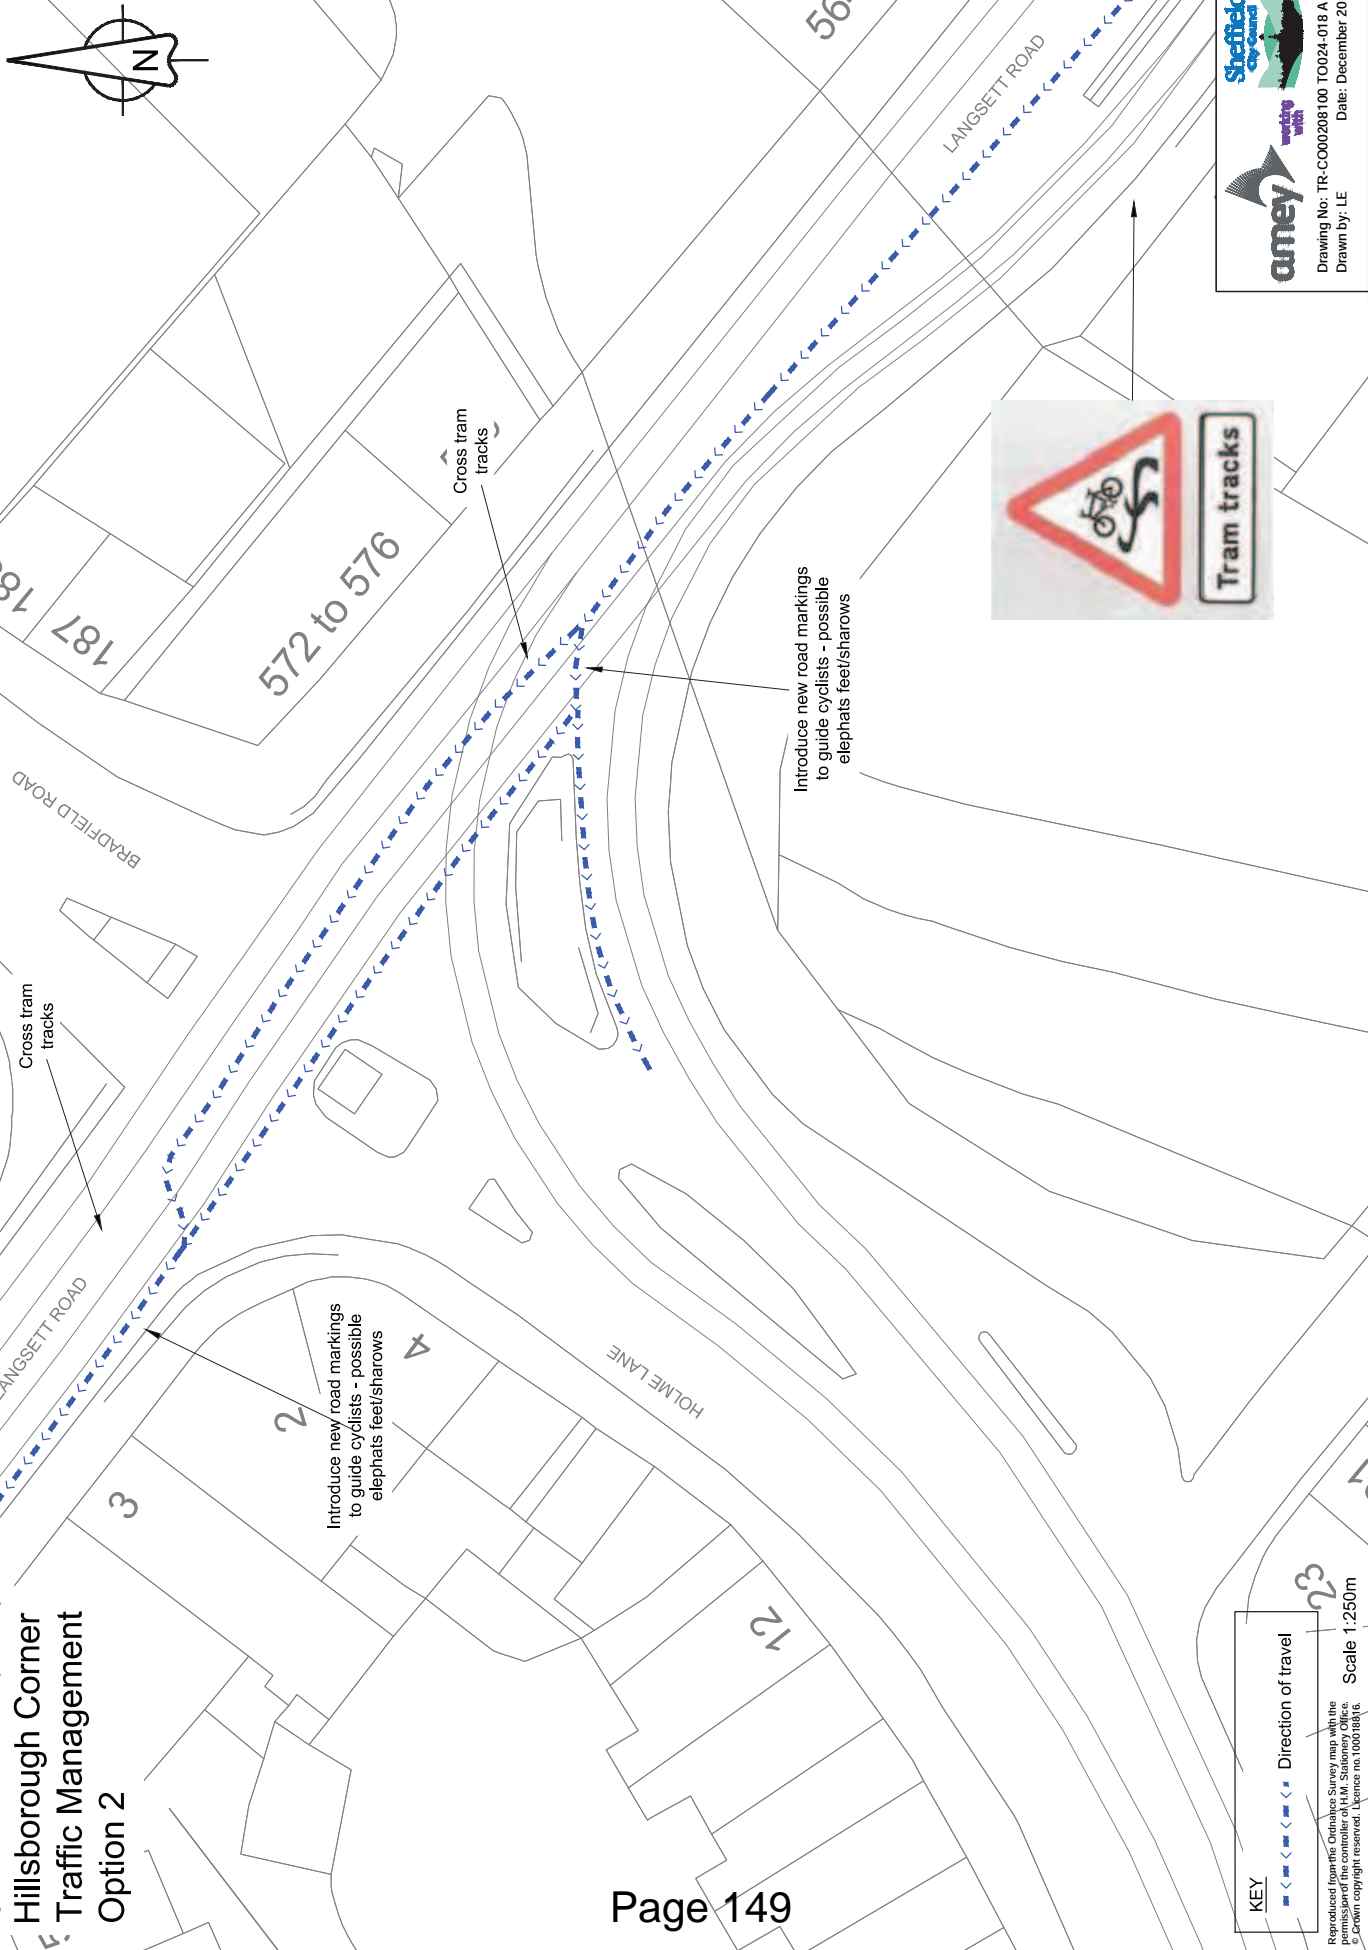 Hillsborough Corner
Traffic Management
Option 2
N
Cross tram
tracks
Cross tram
tracks
BRADFIELD ROAD
LANGSETT ROAD
LANGSETT ROAD
HOLME LANE
187
572 to 576
3
2
4
12
23
Introduce new road markings
to guide cyclists - possible
elephats feet/sharows
Introduce new road markings
to guide cyclists - possible
elephats feet/sharows
Tram tracks
KEY
Direction of travel
Reproduced from the Ordnance Survey map with the
permission of the controller of H.M. Stationery Office.
© Crown copyright reserved. Licence no.100018816.
Scale 1:250m
amey
working
with
Sheffield
City Council
Drawing No: TR-CO00208100 TO024-018 A
Drawn by: LE
Date: December 20
Page 149